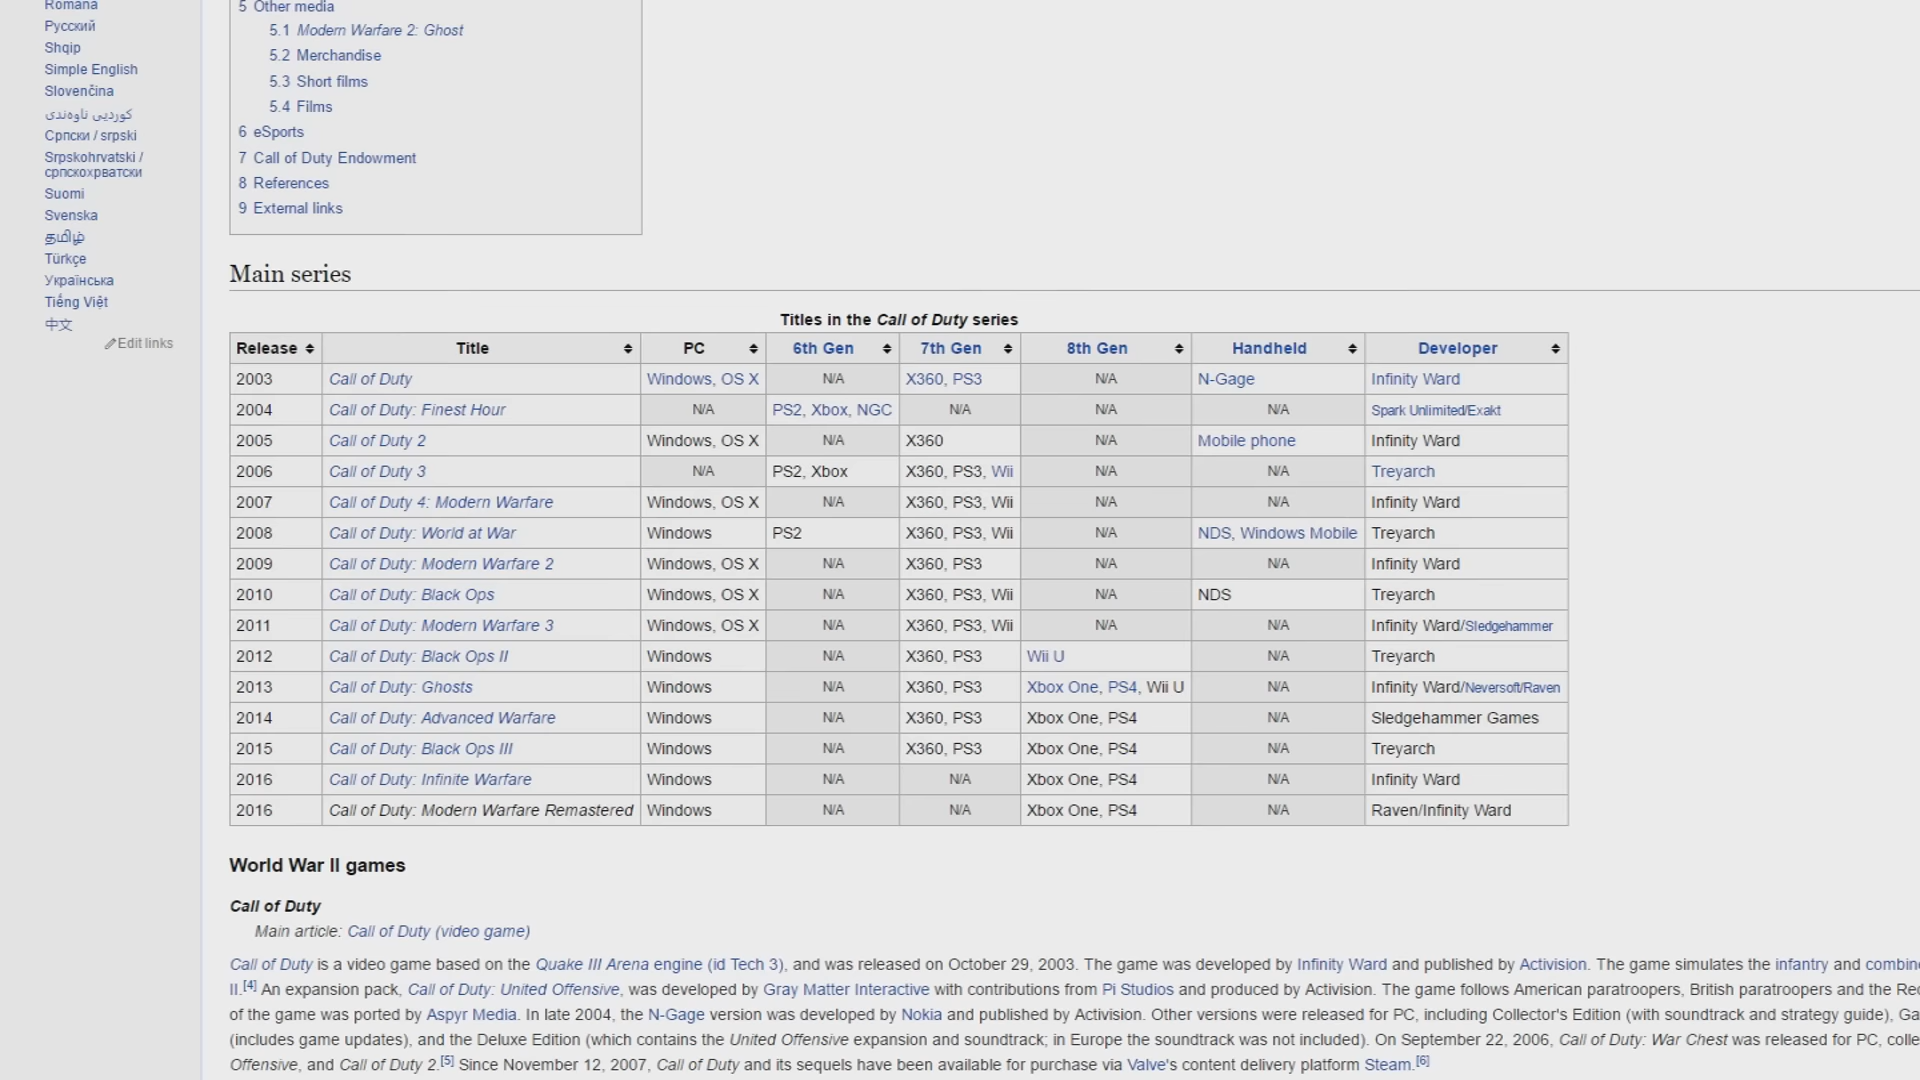 Română
Русский
Shqip
Simple English
Slovenčina
کوردیی ناوەندی
Српски / srpski
Srpskohrvatski /
српскохрватски
Suomi
Svenska
தமிழ்
Türkçe
Українська
Tiếng Việt
中文
Edit links
5 Other media
5.1 Modern Warfare 2: Ghost
5.2 Merchandise
5.3 Short films
5.4 Films
6 eSports
7 Call of Duty Endowment
8 References
9 External links
Main series
Titles in the Call of Duty series
Release Title PC 6th Gen 7th Gen 8th Gen Handheld Developer
2003 Call of Duty Windows, OS X N/A X360, PS3 N/A N-Gage Infinity Ward
2004 Call of Duty: Finest Hour N/A PS2, Xbox, NGC N/A N/A N/A Spark Unlimited/Exakt
2005 Call of Duty 2 Windows, OS X N/A X360 N/A Mobile phone Infinity Ward
2006 Call of Duty 3 N/A PS2, Xbox X360, PS3, Wii N/A N/A Treyarch
2007 Call of Duty 4: Modern Warfare Windows, OS X N/A X360, PS3, Wii N/A N/A Infinity Ward
2008 Call of Duty: World at War Windows PS2 X360, PS3, Wii N/A NDS, Windows Mobile Treyarch
2009 Call of Duty: Modern Warfare 2 Windows, OS X N/A X360, PS3 N/A N/A Infinity Ward
2010 Call of Duty: Black Ops Windows, OS X N/A X360, PS3, Wii N/A NDS Treyarch
2011 Call of Duty: Modern Warfare 3 Windows, OS X N/A X360, PS3, Wii N/A N/A Infinity Ward/Sledgehammer
2012 Call of Duty: Black Ops II Windows N/A X360, PS3 Wii U N/A Treyarch
2013 Call of Duty: Ghosts Windows N/A X360, PS3 Xbox One, PS4, Wii U N/A Infinity Ward/Neversoft/Raven
2014 Call of Duty: Advanced Warfare Windows N/A X360, PS3 Xbox One, PS4 N/A Sledgehammer Games
2015 Call of Duty: Black Ops III Windows N/A X360, PS3 Xbox One, PS4 N/A Treyarch
2016 Call of Duty: Infinite Warfare Windows N/A N/A Xbox One, PS4 N/A Infinity Ward
2016 Call of Duty: Modern Warfare Remastered Windows N/A N/A Xbox One, PS4 N/A Raven/Infinity Ward
World War II games
Call of Duty
Main article: Call of Duty (video game)
Call of Duty is a video game based on the Quake III Arena engine (id Tech 3), and was released on October 29, 2003. The game was developed by Infinity Ward and published by Activision. The game simulates the infantry and combine
II.[4] An expansion pack, Call of Duty: United Offensive, was developed by Gray Matter Interactive with contributions from Pi Studios and produced by Activision. The game follows American paratroopers, British paratroopers and the Re
of the game was ported by Aspyr Media. In late 2004, the N-Gage version was developed by Nokia and published by Activision. Other versions were released for PC, including Collector's Edition (with soundtrack and strategy guide), Ga
(includes game updates), and the Deluxe Edition (which contains the United Offensive expansion and soundtrack; in Europe the soundtrack was not included). On September 22, 2006, Call of Duty: War Chest was released for PC, colle
Offensive, and Call of Duty 2.[5] Since November 12, 2007, Call of Duty and its sequels have been available for purchase via Valve's content delivery platform Steam.[6]